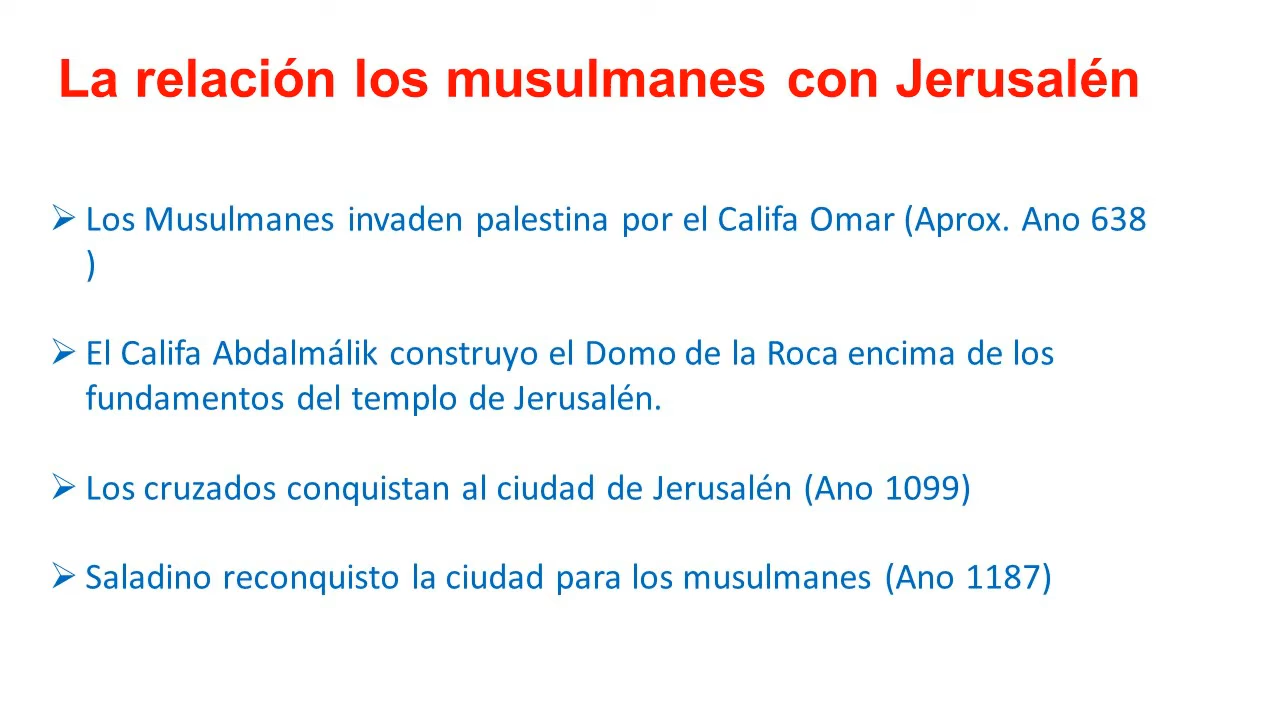 La relación los musulmanes con Jerusalén
Los Musulmanes invaden palestina por el Califa Omar (Aprox. Ano 638
)
El Califa Abdalmálik construyo el Domo de la Roca encima de los
fundamentos del templo de Jerusalén.
Los cruzados conquistan al ciudad de Jerusalén (Ano 1099)
Saladino reconquisto la ciudad para los musulmanes (Ano 1187)